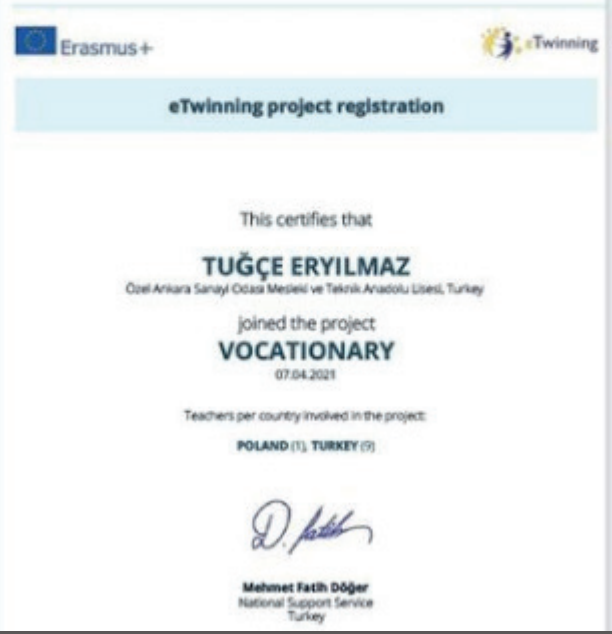 Erasmus+
eTwinning
eTwinning project registration
This certifies that
TUĞÇE ERYILMAZ
Özel Ankara Sanayi Odası Mesleki ve Teknik Anadolu Lisesi, Turkey
joined the project
VOCATIONARY
07.04.2021
Teachers per country involved in the project:
POLAND (1), TURKEY (9)
D. Fatih
Mehmet Fatih Döğer
National Support Service
Turkey